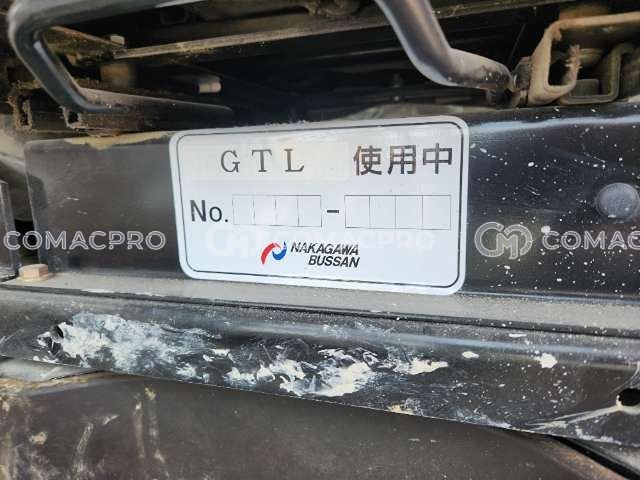 GTL 使用中
No. -
NAKAGAWA
BUSSAN
COMACPRO
COMACPRO
COMACPRO